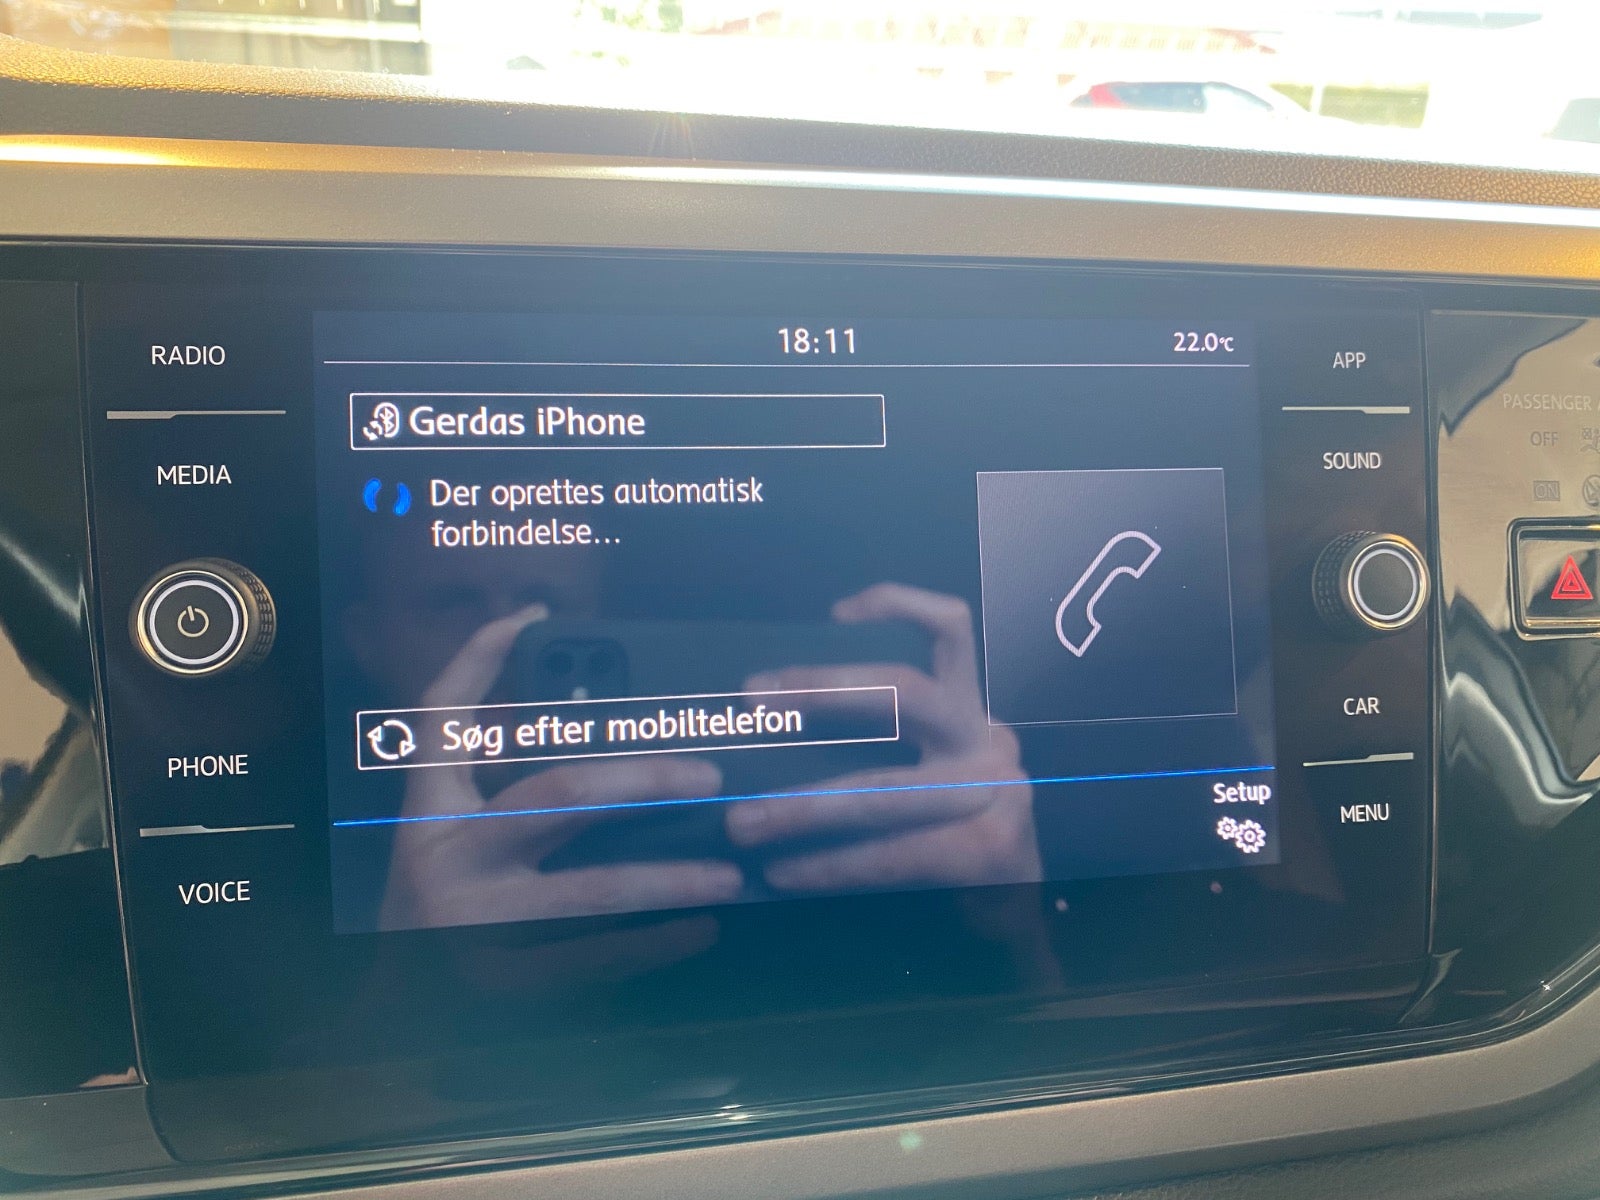 18:11
22.0°C
RADIO
MEDIA
PHONE
VOICE
Gerdas iPhone
Der oprettes automatisk
forbindelse...
Søg efter mobiltelefon
Setup
APP
SOUND
CAR
MENU
PASSENGER
OFF
ON